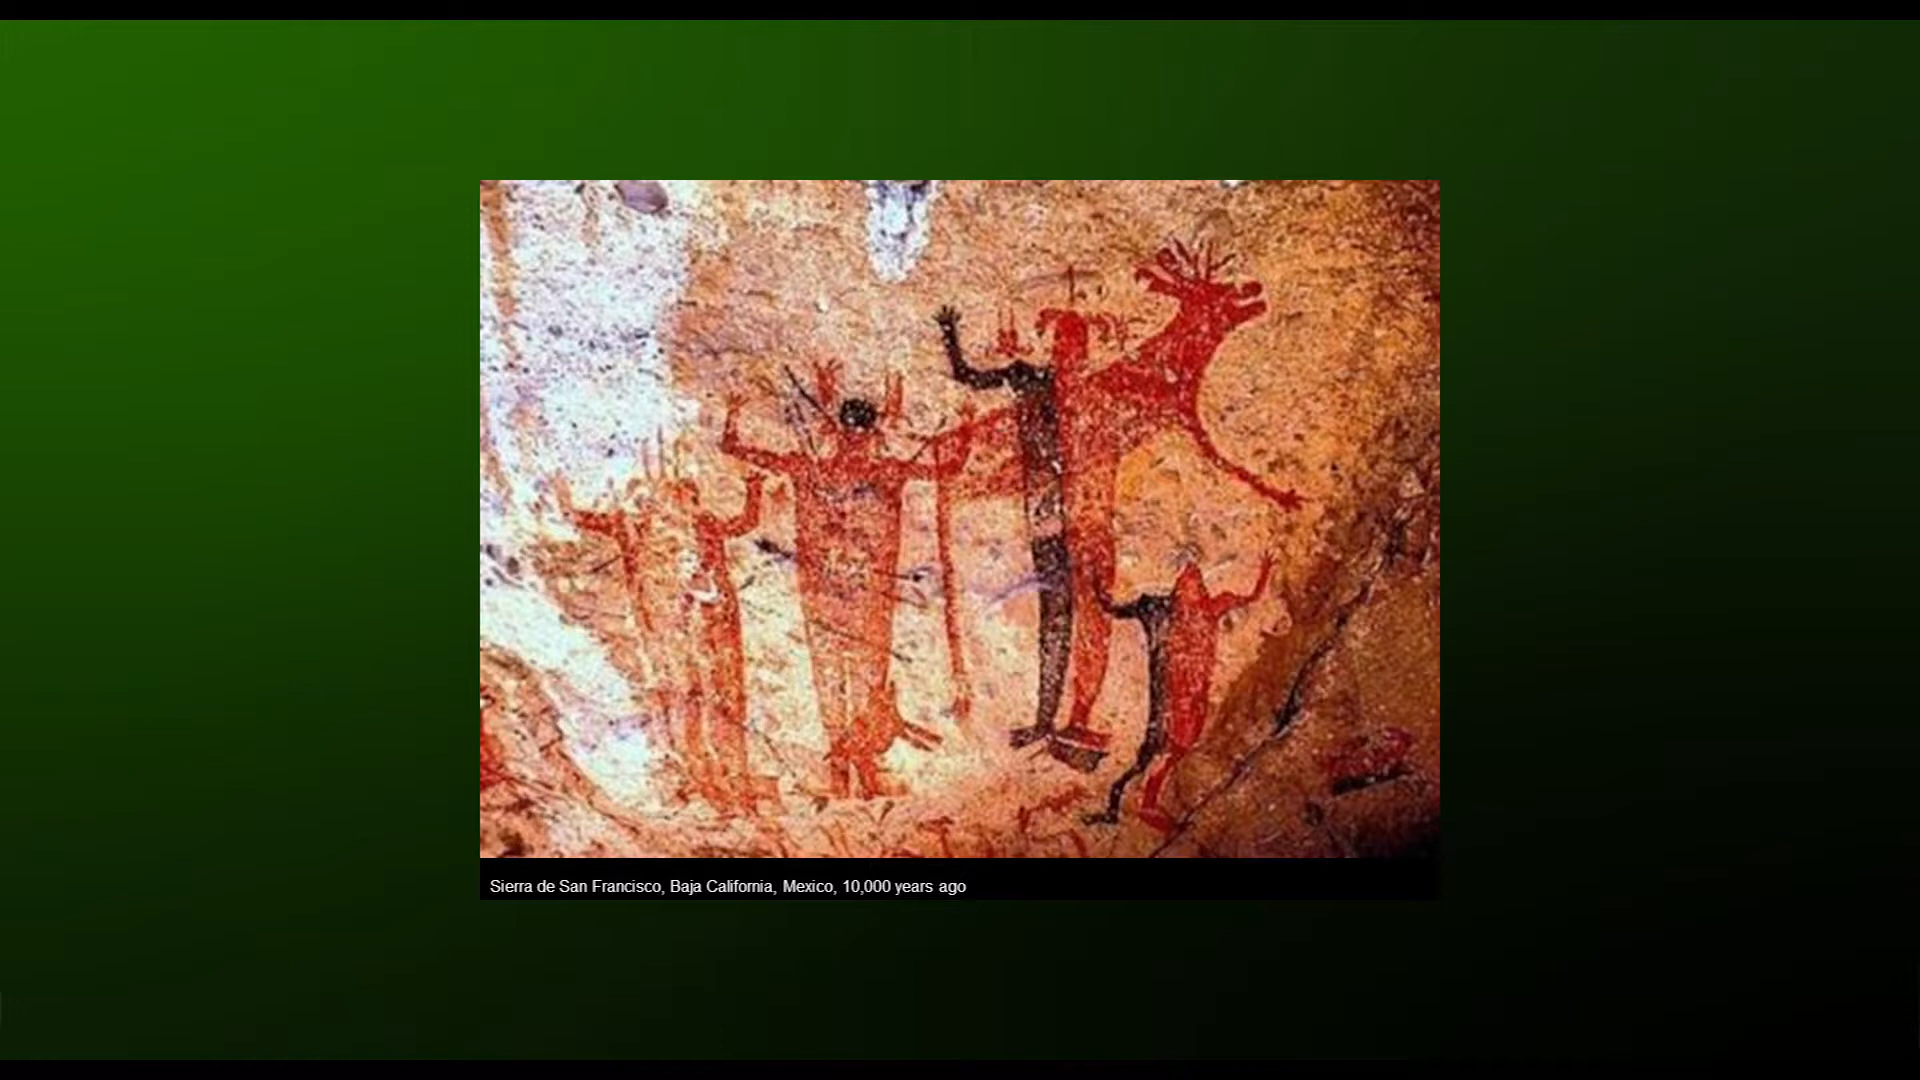 Sierra de San Francisco, Baja California, Mexico, 10,000 years ago